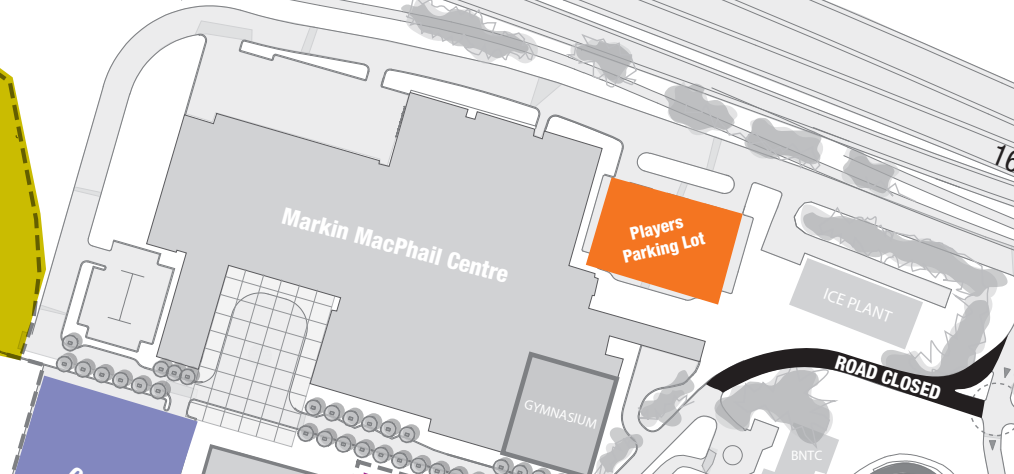 16
Markin MacPhail Centre
Players
Parking Lot
ICE PLANT
ROAD CLOSED
GYMNASIUM
BNTC